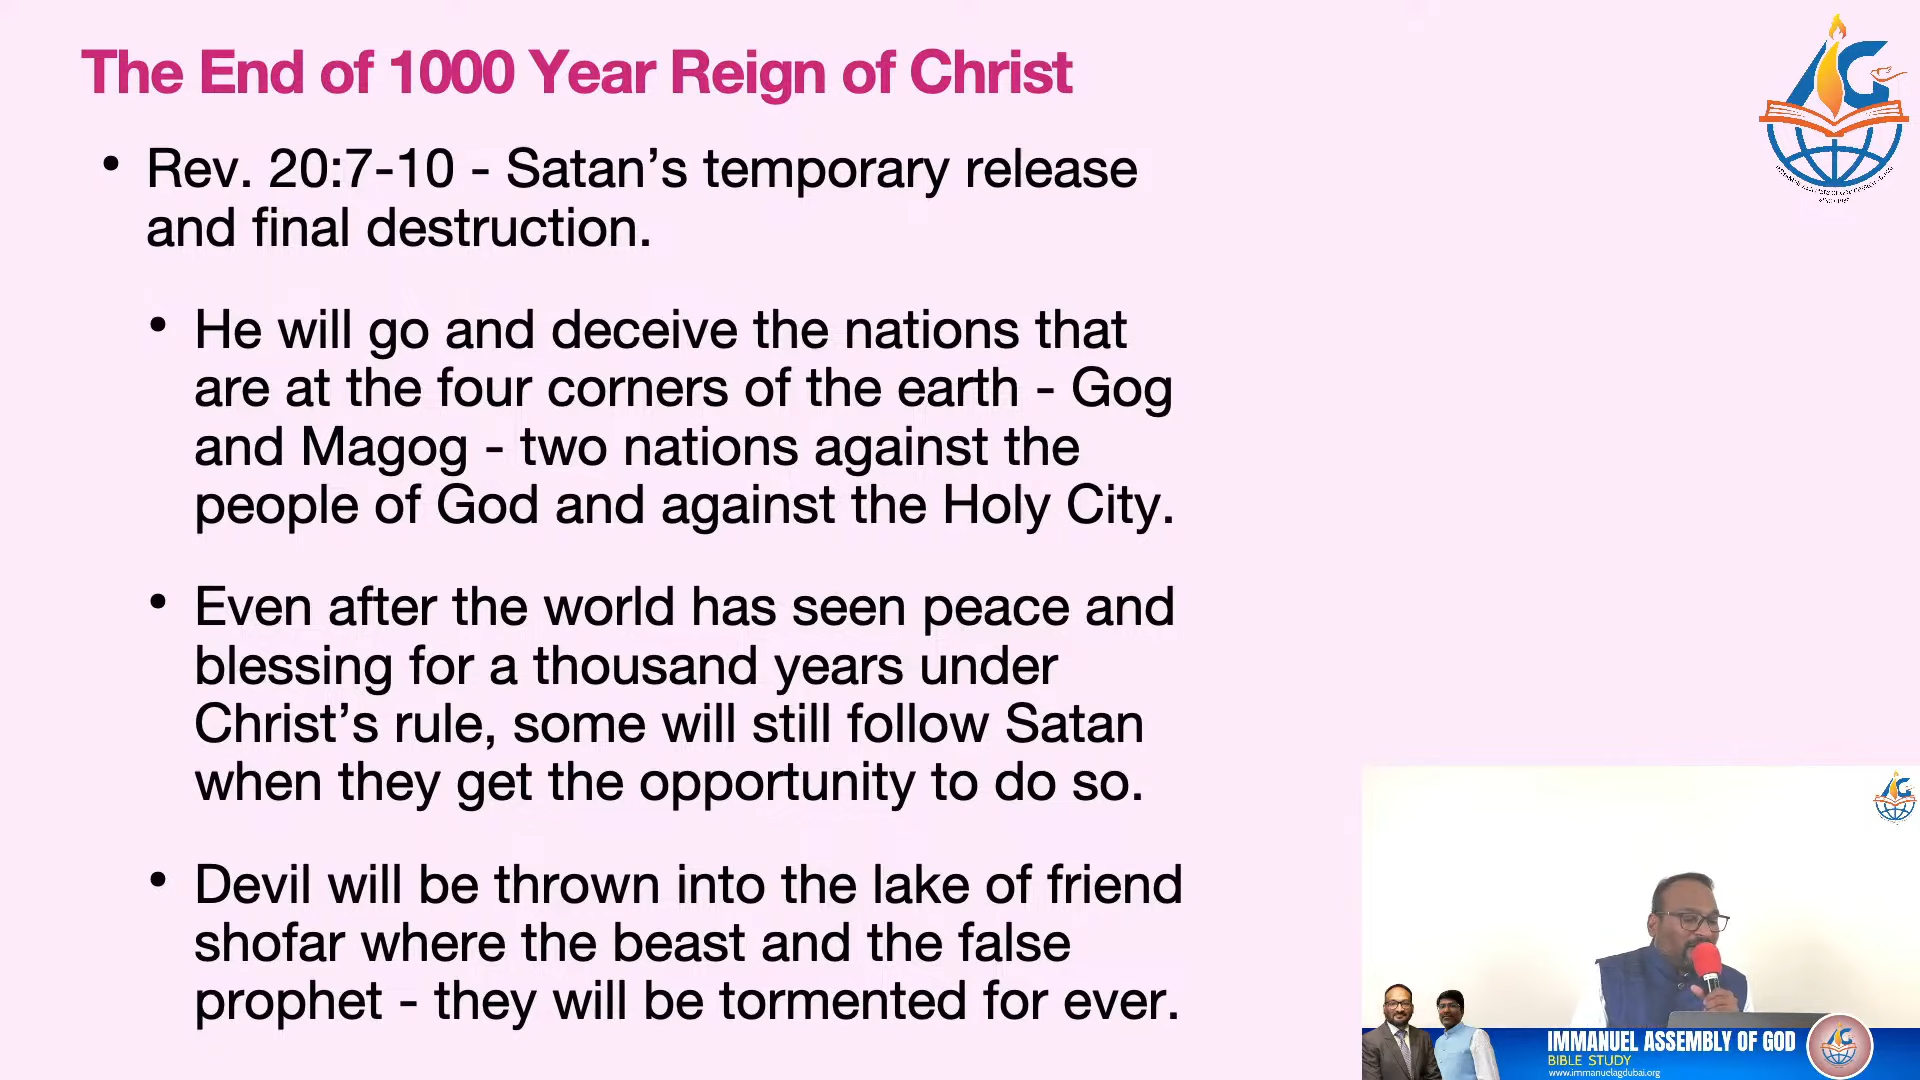 The End of 1000 Year Reign of Christ
• Rev. 20:7-10 - Satan’s temporary release
and final destruction.
• He will go and deceive the nations that
are at the four corners of the earth - Gog
and Magog - two nations against the
people of God and against the Holy City.
• Even after the world has seen peace and
blessing for a thousand years under
Christ’s rule, some will still follow Satan
when they get the opportunity to do so.
• Devil will be thrown into the lake of friend
shofar where the beast and the false
prophet - they will be tormented for ever.
AG
AG
IMMANUEL ASSEMBLY OF GOD
BIBLE STUDY
www.immanuelagdubai.org